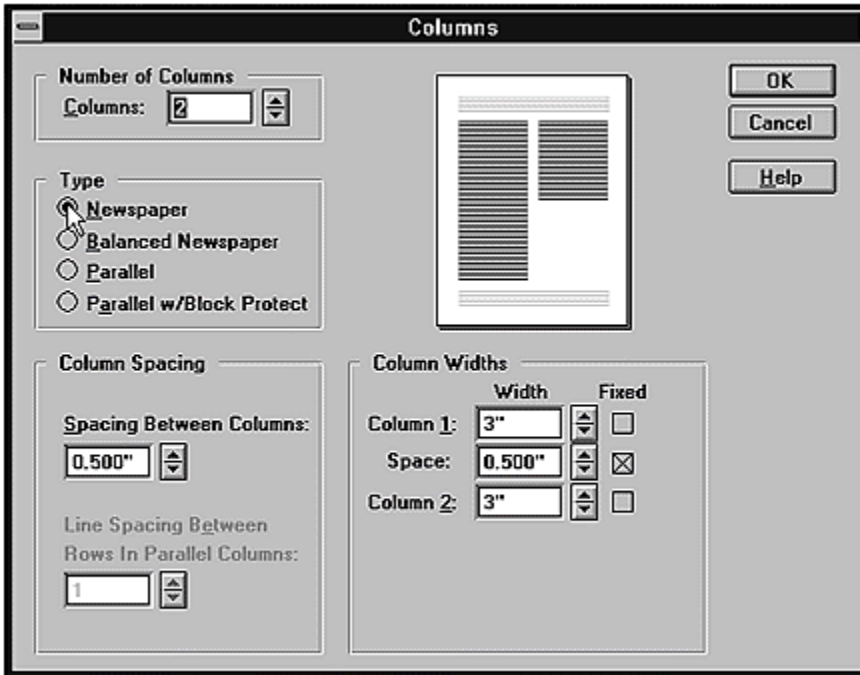 Columns
Number of Columns
Columns: 2
OK
Cancel
Help
Type
Newspaper
Balanced Newspaper
Parallel
Parallel w/Block Protect
Column Spacing
Spacing Between Columns:
0.500"
Line Spacing Between
Rows In Parallel Columns:
1
Column Widths
Width Fixed
Column 1: 3"
Space: 0.500"
Column 2: 3"